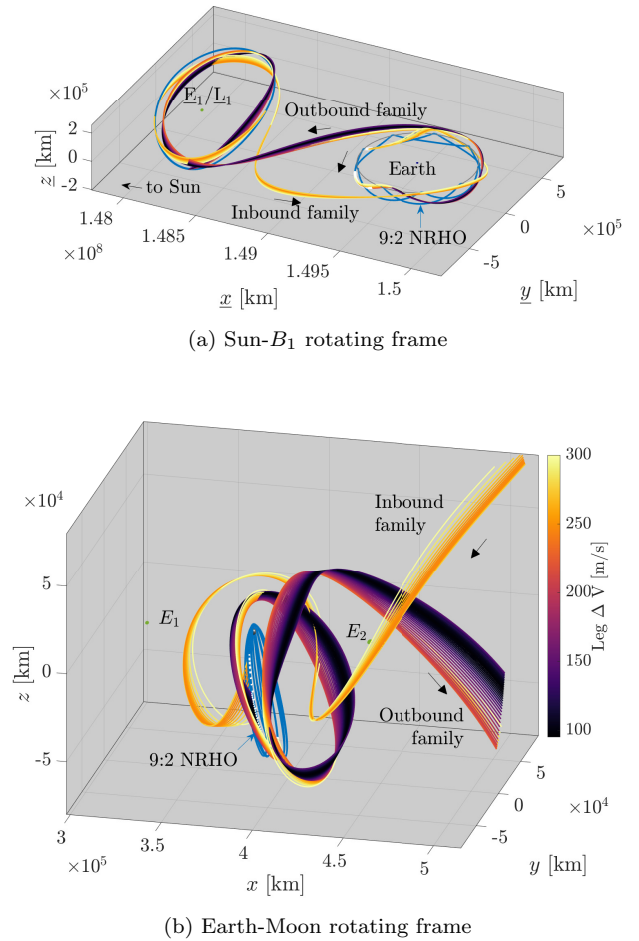 ×10⁵
2
0
-2
z [km]
E₁/L₁
Outbound family
Earth
to Sun
Inbound family
9:2 NRHO
1.48
1.485
1.49
1.495
1.5
×10⁸
x [km]
5
0
-5
×10⁵
y [km]
(a) Sun-B₁ rotating frame
×10⁴
5
0
-5
z [km]
E₁
E₂
Inbound
family
Outbound
family
9:2 NRHO
3
3.5
4
4.5
5
×10⁵
x [km]
5
0
-5
×10⁴
y [km]
300
250
200
150
100
Leg Δ Ṽ [m/s]
(b) Earth-Moon rotating frame